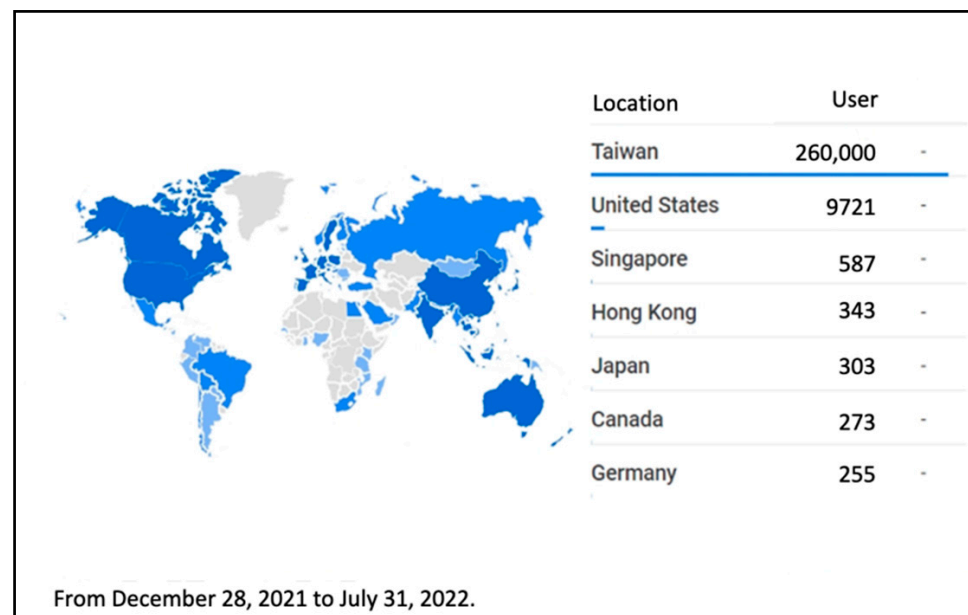 Location User
Taiwan 260,000 -
United States 9721 -
Singapore 587 -
Hong Kong 343 -
Japan 303 -
Canada 273 -
Germany 255 -
From December 28, 2021 to July 31, 2022.